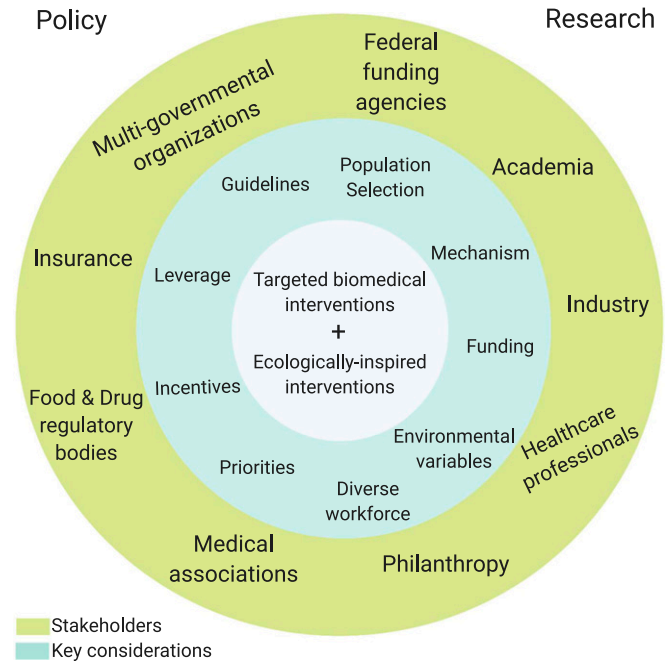 Policy
Research
Federal
funding
agencies
Multi-governmental
organizations
Academia
Insurance
Industry
Food & Drug
regulatory
bodies
Healthcare
professionals
Medical
associations
Philanthropy
Guidelines
Population
Selection
Leverage
Mechanism
Incentives
Funding
Priorities
Environmental
variables
Diverse
workforce
Targeted biomedical
interventions
+
Ecologically-inspired
interventions
Stakeholders
Key considerations